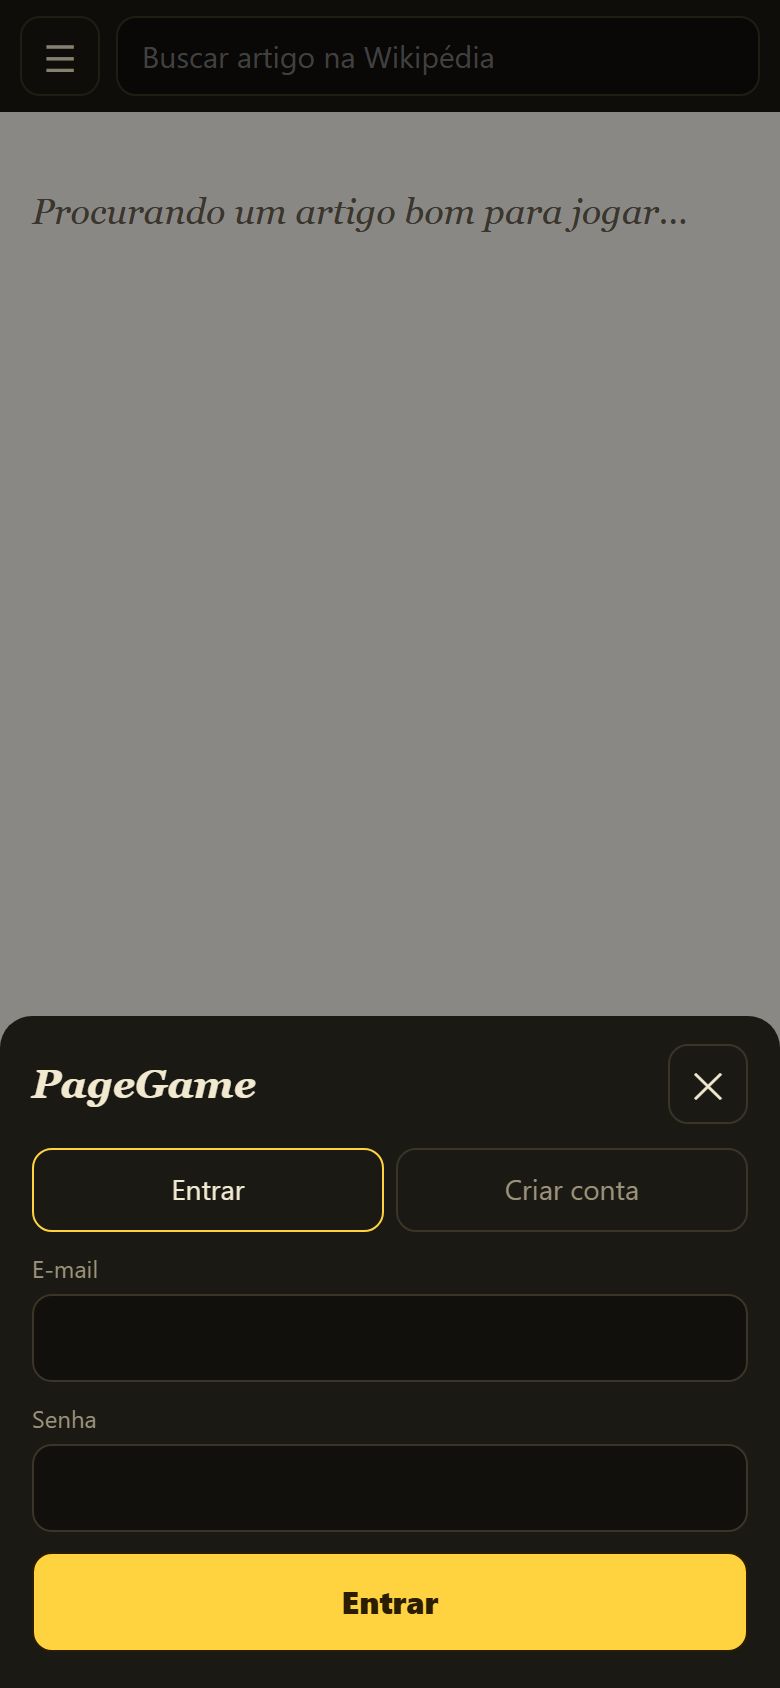 Buscar artigo na Wikipédia
Procurando um artigo bom para jogar...
PageGame
Entrar
Criar conta
E-mail
Senha
Entrar